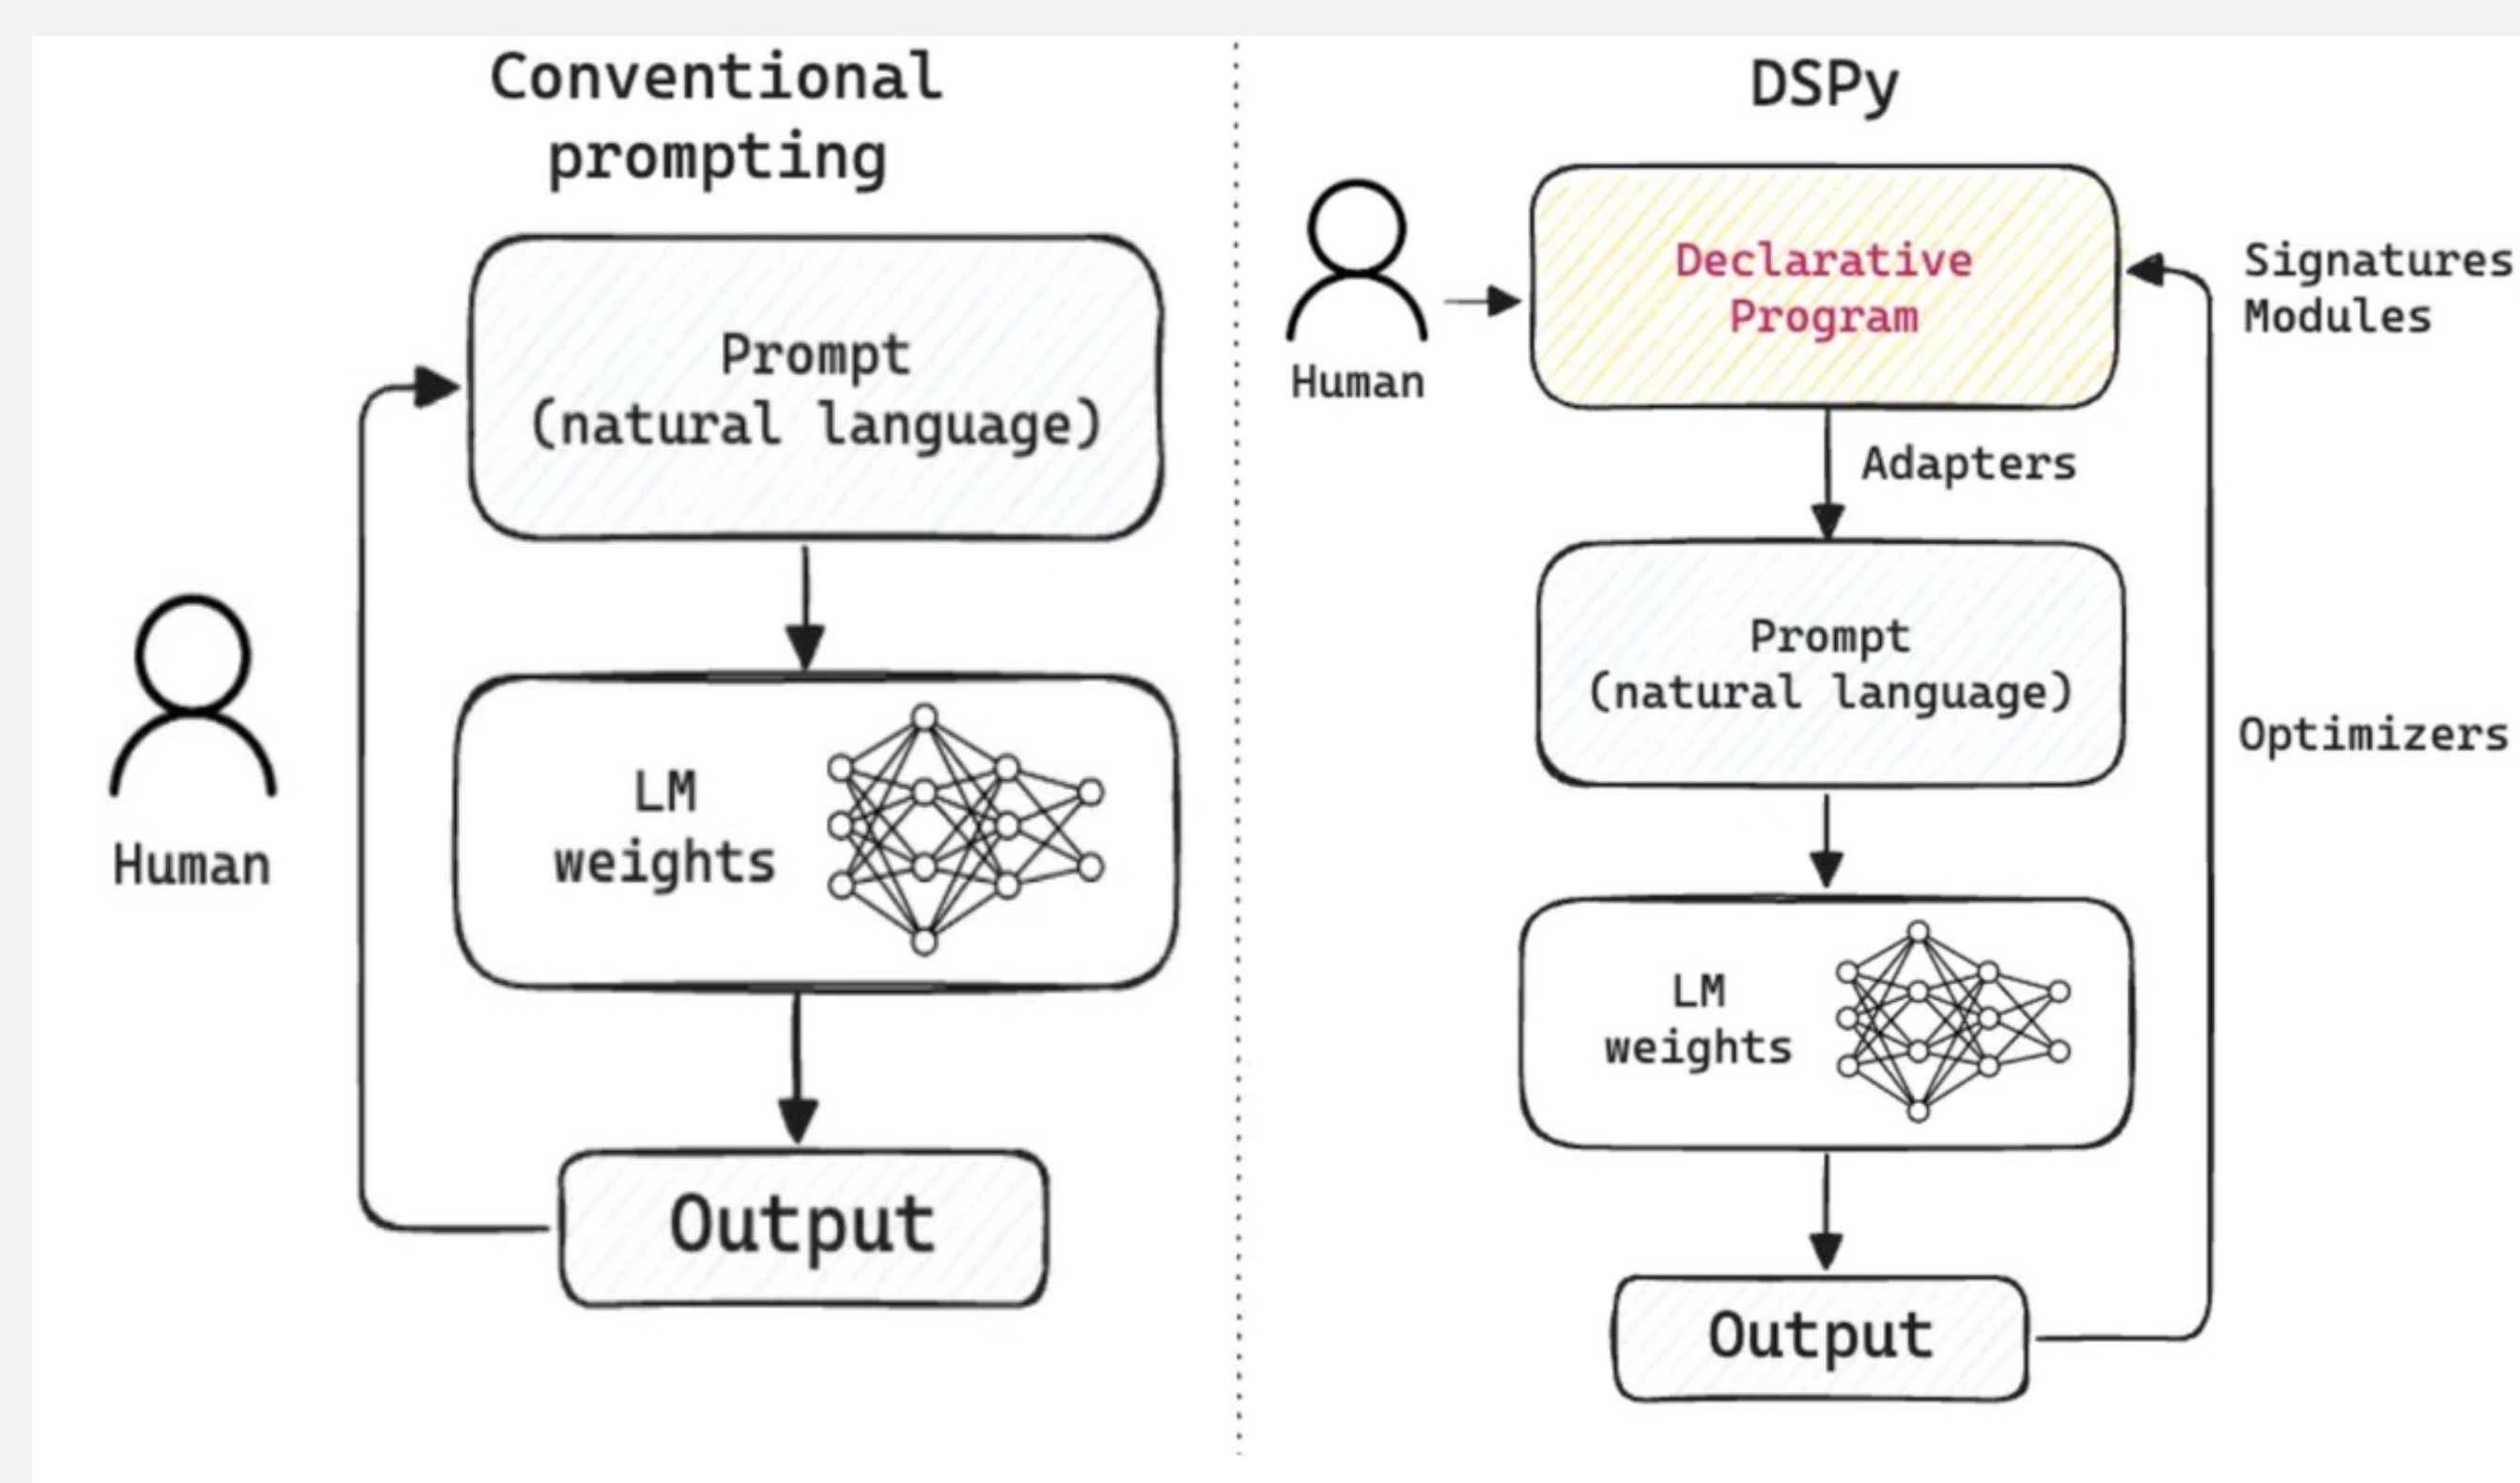 Conventional
prompting
Prompt
(natural language)
LM
weights
Human
Output
DSPy
Human
Declarative
Program
Signatures
Modules
Adapters
Prompt
(natural language)
Optimizers
LM
weights
Output